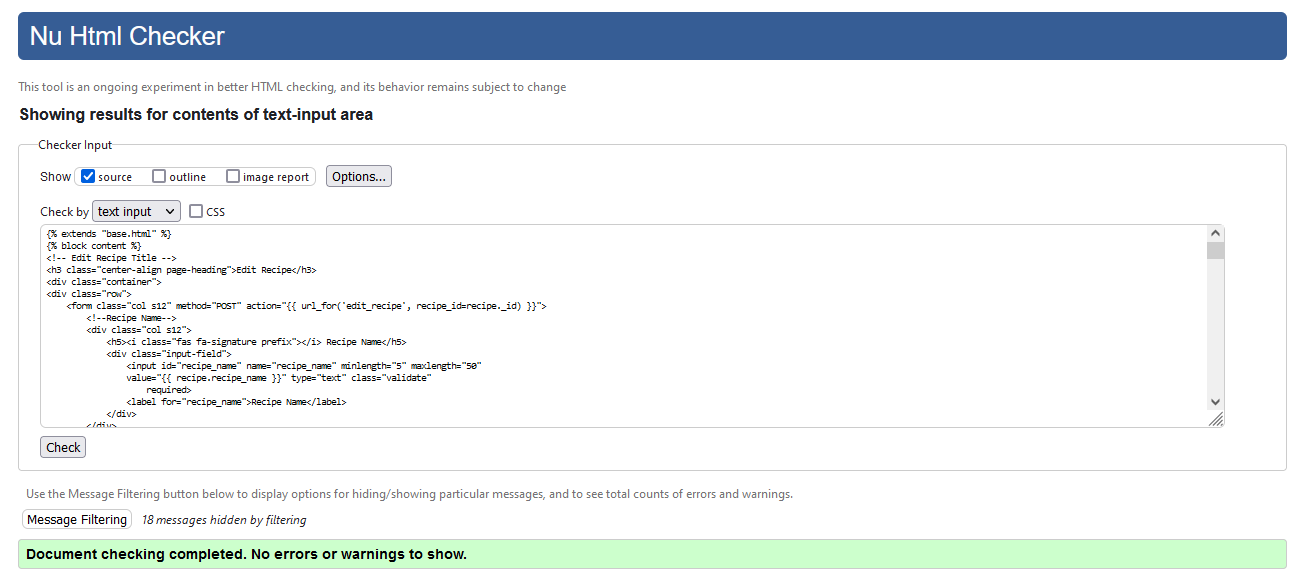 Nu Html Checker
This tool is an ongoing experiment in better HTML checking, and its behavior remains subject to change
Showing results for contents of text-input area
Checker Input
Show source outline image report Options...
Check by text input CSS
{% extends "base.html" %}
{% block content %}
<!-- Edit Recipe Title -->
<h3 class="center-align page-heading">Edit Recipe</h3>
<div class="container">
<div class="row">
    <form class="col s12" method="POST" action="{{ url_for('edit_recipe', recipe_id=recipe._id) }}">
        <!--Recipe Name-->
        <div class="col s12">
            <h5><i class="fas fa-signature prefix"></i> Recipe Name</h5>
            <div class="input-field">
                <input id="recipe_name" name="recipe_name" minlength="5" maxlength="50"
                value="{{ recipe.recipe_name }}" type="text" class="validate"
                    required>
                <label for="recipe_name">Recipe Name</label>
            </div>
        </div>
Check
Use the Message Filtering button below to display options for hiding/showing particular messages, and to see total counts of errors and warnings.
Message Filtering 18 messages hidden by filtering
Document checking completed. No errors or warnings to show.